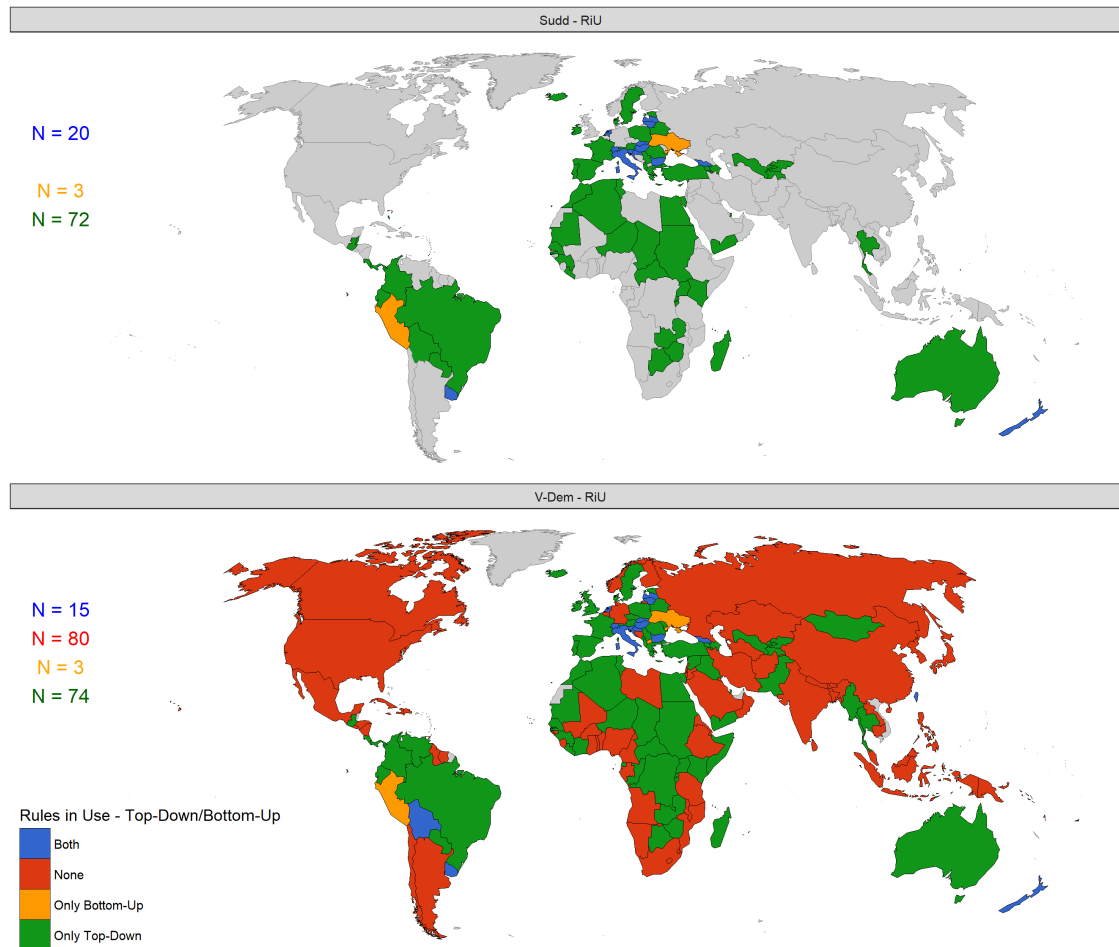 Sudd - RiU
N = 20
N = 3
N = 72
V-Dem - RiU
N = 15
N = 80
N = 3
N = 74
Rules in Use - Top-Down/Bottom-Up
Both
None
Only Bottom-Up
Only Top-Down